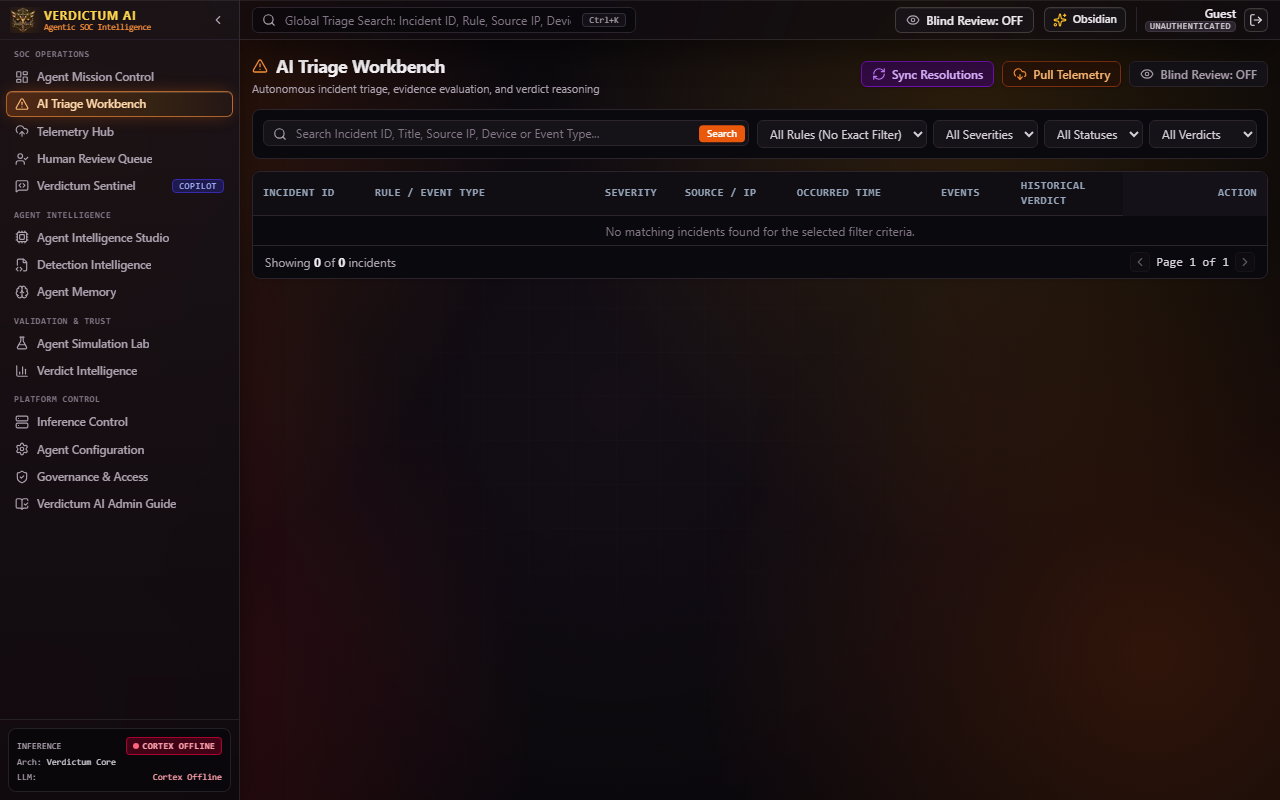 VERDICTUM AI
Agentic SOC Intelligence
SOC OPERATIONS
Agent Mission Control
AI Triage Workbench
Telemetry Hub
Human Review Queue
Verdictum Sentinel COPILOT
AGENT INTELLIGENCE
Agent Intelligence Studio
Detection Intelligence
Agent Memory
VALIDATION & TRUST
Agent Simulation Lab
Verdict Intelligence
PLATFORM CONTROL
Inference Control
Agent Configuration
Governance & Access
Verdictum AI Admin Guide
INFERENCE CORTEX OFFLINE
Arch: Verdictum Core
LLM: Cortex Offline
Global Triage Search: Incident ID, Rule, Source IP, Devi Ctrl+K
Blind Review: OFF
Obsidian
Guest
UNAUTHENTICATED
AI Triage Workbench
Autonomous incident triage, evidence evaluation, and verdict reasoning
Sync Resolutions
Pull Telemetry
Blind Review: OFF
Search Incident ID, Title, Source IP, Device or Event Type... Search
All Rules (No Exact Filter)
All Severities
All Statuses
All Verdicts
INCIDENT ID RULE / EVENT TYPE SEVERITY SOURCE / IP OCCURRED TIME EVENTS HISTORICAL VERDICT ACTION
No matching incidents found for the selected filter criteria.
Showing 0 of 0 incidents
Page 1 of 1